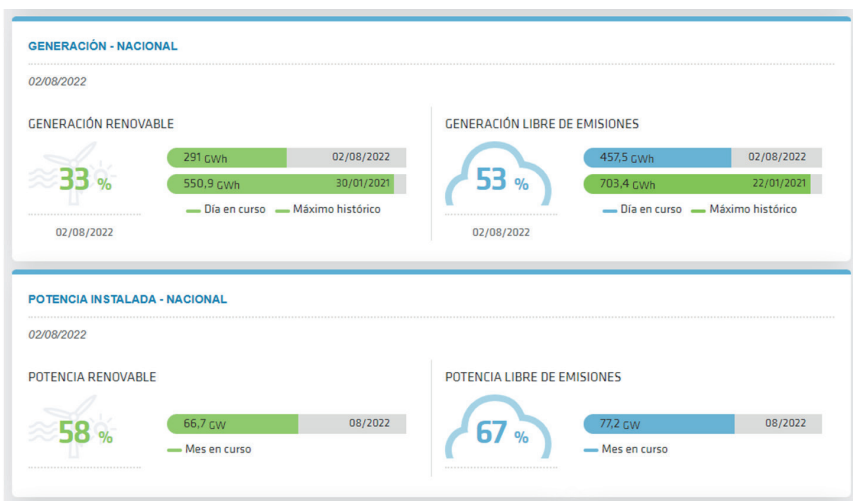 GENERACIÓN - NACIONAL
02/08/2022
GENERACIÓN RENOVABLE
33 %
291 GWh 02/08/2022
550,9 GWh 30/01/2021
Día en curso Máximo histórico
02/08/2022
GENERACIÓN LIBRE DE EMISIONES
53 %
457,5 GWh 02/08/2022
703,4 GWh 22/01/2021
Día en curso Máximo histórico
02/08/2022
POTENCIA INSTALADA - NACIONAL
02/08/2022
POTENCIA RENOVABLE
58 %
66,7 GW 08/2022
Mes en curso
POTENCIA LIBRE DE EMISIONES
67 %
77,2 GW 08/2022
Mes en curso